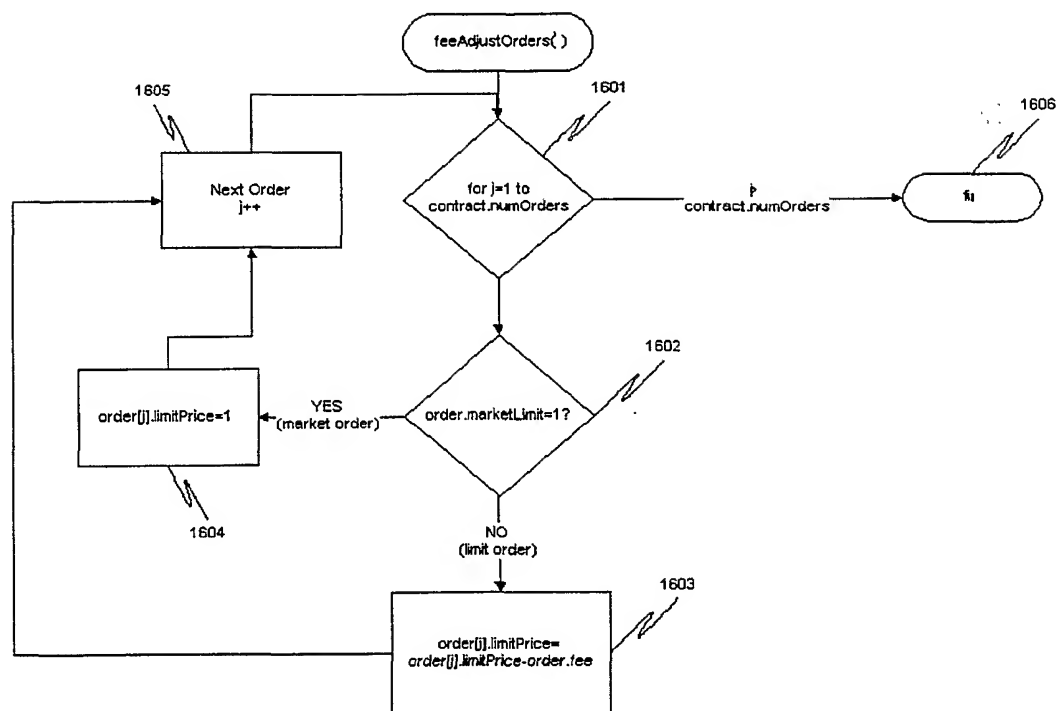 feeAdjustOrders( )
1605
1601
1606
Next Order
j++
for j=1 to
contract.numOrders
contract.numOrders
1602
order[j].limitPrice=1
YES
(market order)
order.marketLimit=1?
1604
NO
(limit order)
1603
order[j].limitPrice=
order[j].limitPrice-order.fee